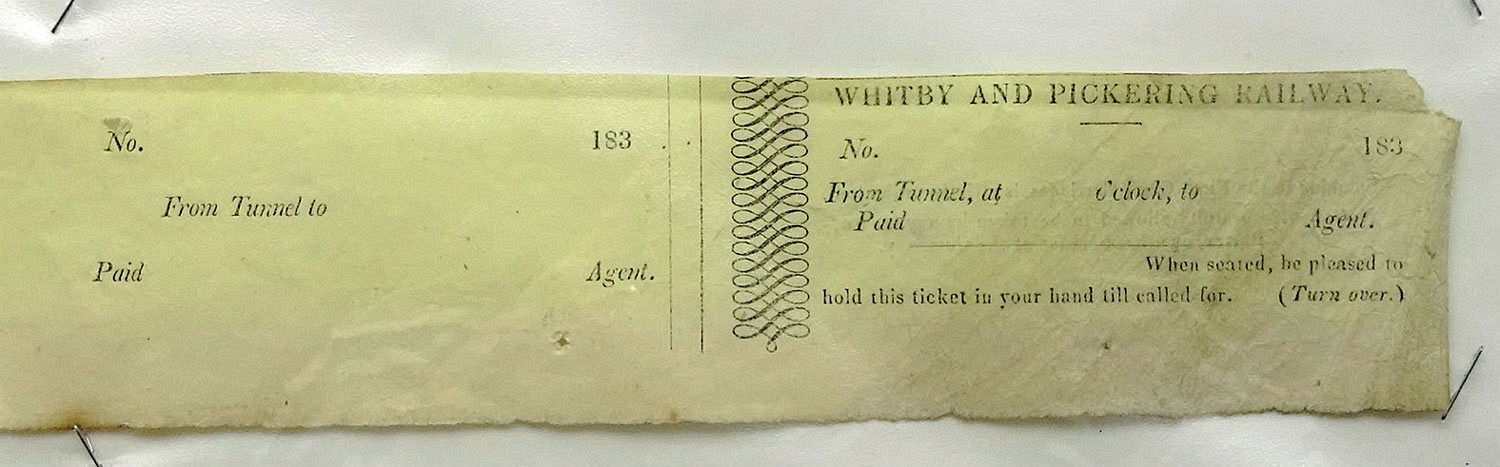 No. 183
From Tunnel to
Paid Agent.
WHITBY AND PICKERING RAILWAY.
No. 183
From Tunnel, at O'clock, to
Paid Agent.
When seated, be pleased to
hold this ticket in your hand till called for. (Turn over.)